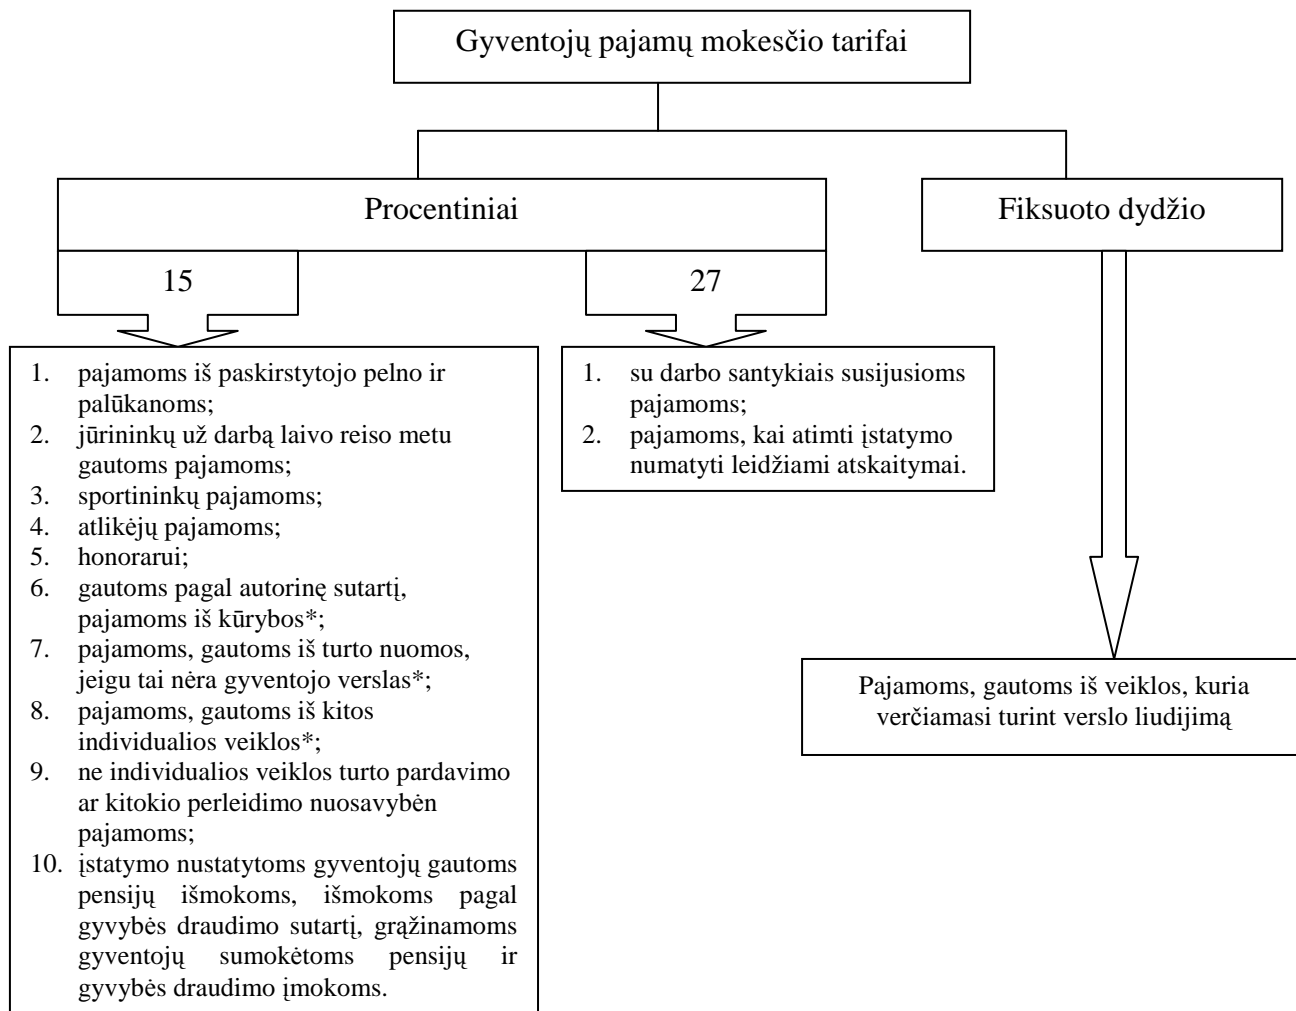 Gyventojų pajamų mokesčio tarifai
Procentiniai
Fiksuoto dydžio
15
27
1. pajamoms iš paskirstytojo pelno ir
palūkanoms;
2. jūrininkų už darbą laivo reiso metu
gautoms pajamoms;
3. sportininkų pajamoms;
4. atlikėjų pajamoms;
5. honorarui;
6. gautoms pagal autorinę sutartį,
pajamoms iš kūrybos*;
7. pajamoms, gautoms iš turto nuomos,
jeigu tai nėra gyventojo verslas*;
8. pajamoms, gautoms iš kitos
individualios veiklos*;
9. ne individualios veiklos turto pardavimo
ar kitokio perleidimo nuosavybėn
pajamoms;
10. įstatymo nustatytoms gyventojų gautoms
pensijų išmokoms, išmokoms pagal
gyvybės draudimo sutartį, grąžinamoms
gyventojų sumokėtoms pensijų ir
gyvybės draudimo įmokoms.
1. su darbo santykiais susijusioms
pajamoms;
2. pajamoms, kai atimti įstatymo
numatyti leidžiami atskaitymai.
Pajamoms, gautoms iš veiklos, kuria
verčiamasi turint verslo liudijimą